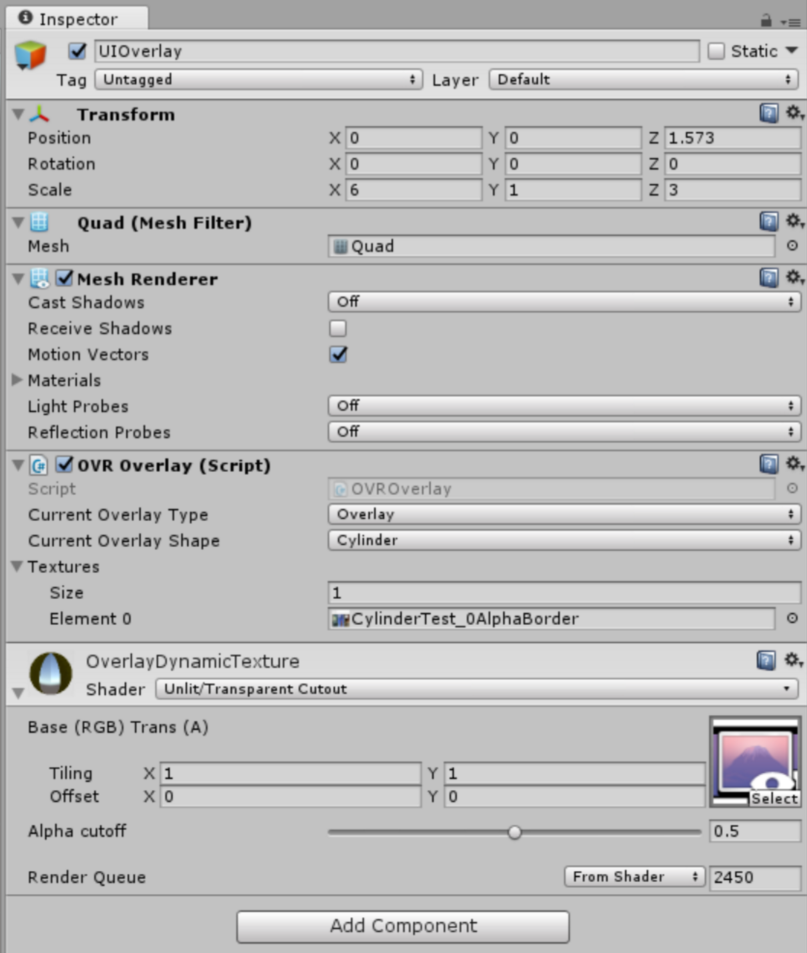 Inspector
UIOverlay Static
Tag Untagged Layer Default
Transform
Position X 0 Y 0 Z 1.573
Rotation X 0 Y 0 Z 0
Scale X 6 Y 1 Z 3
Quad (Mesh Filter)
Mesh Quad
Mesh Renderer
Cast Shadows Off
Receive Shadows
Motion Vectors
Materials
Light Probes Off
Reflection Probes Off
OVR Overlay (Script)
Script OVROverlay
Current Overlay Type Overlay
Current Overlay Shape Cylinder
Textures
Size 1
Element 0 CylinderTest_0AlphaBorder
OverlayDynamicTexture
Shader Unlit/Transparent Cutout
Base (RGB) Trans (A)
Tiling X 1 Y 1
Offset X 0 Y 0
Select
Alpha cutoff 0.5
Render Queue From Shader 2450
Add Component